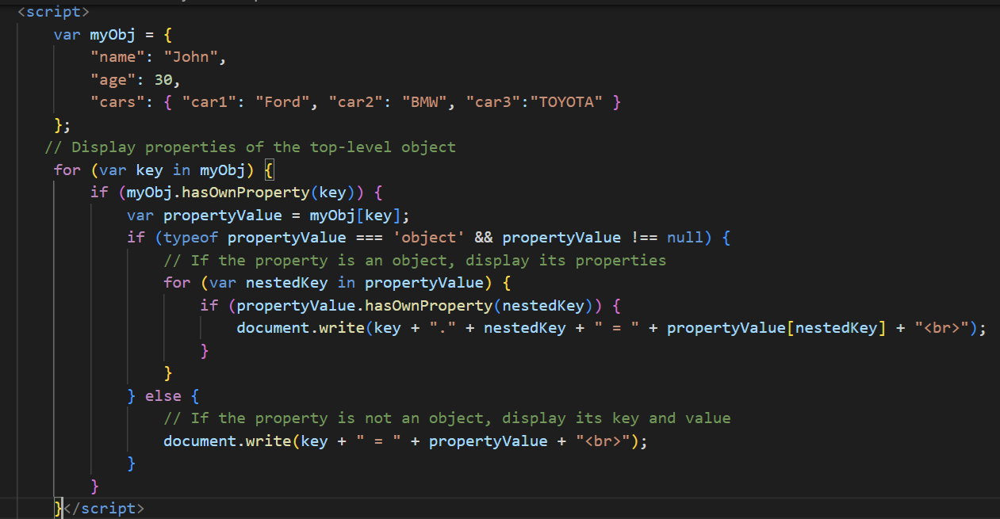 <script>
var myObj = {
"name": "John",
"age": 30,
"cars": { "car1": "Ford", "car2": "BMW", "car3":"TOYOTA" }
};
// Display properties of the top-level object
for (var key in myObj) {
if (myObj.hasOwnProperty(key)) {
var propertyValue = myObj[key];
if (typeof propertyValue === 'object' && propertyValue !== null) {
// If the property is an object, display its properties
for (var nestedKey in propertyValue) {
if (propertyValue.hasOwnProperty(nestedKey)) {
document.write(key + "." + nestedKey + " = " + propertyValue[nestedKey] + "<br>");
}
}
} else {
// If the property is not an object, display its key and value
document.write(key + " = " + propertyValue + "<br>");
}
}
}</script>